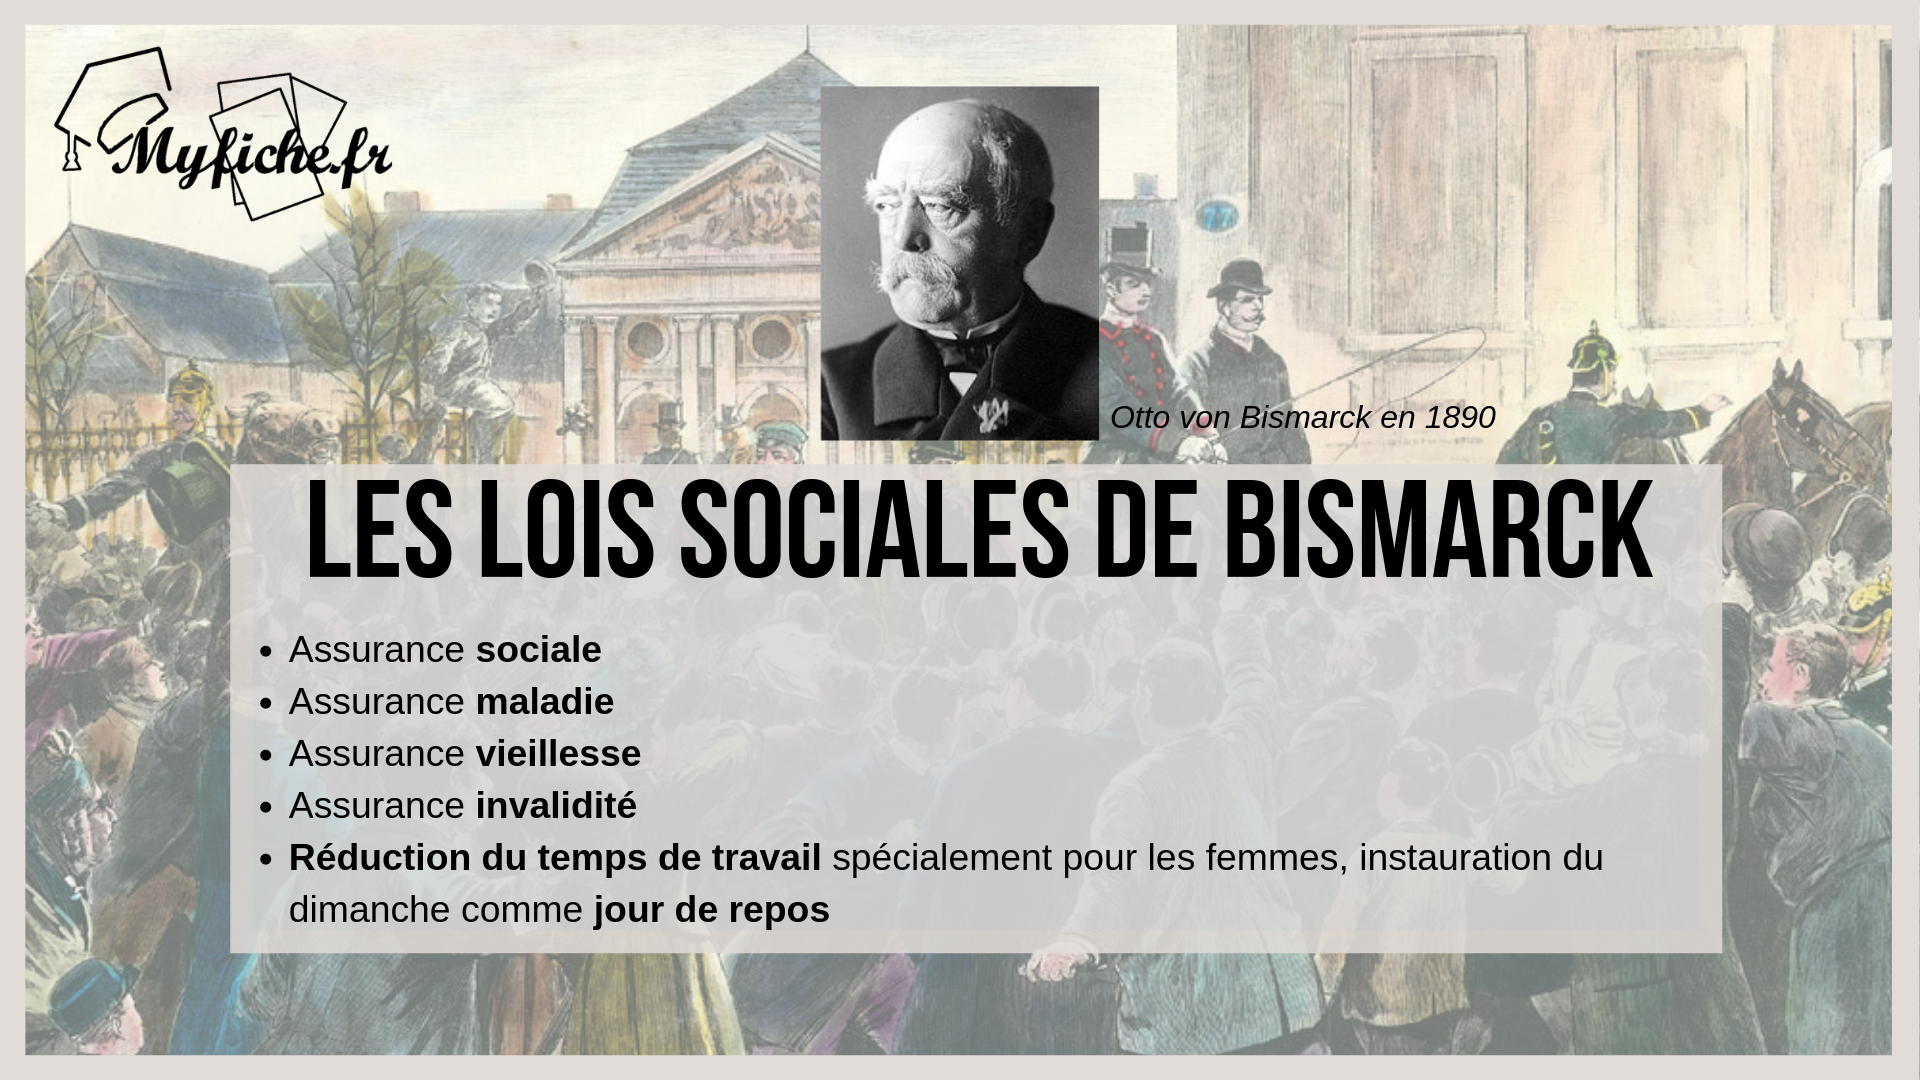 Myfiche.fr
77
Otto von Bismarck en 1890
LES LOIS SOCIALES DE BISMARCK
• Assurance sociale
• Assurance maladie
• Assurance vieillesse
• Assurance invalidité
• Réduction du temps de travail spécialement pour les femmes, instauration du
dimanche comme jour de repos